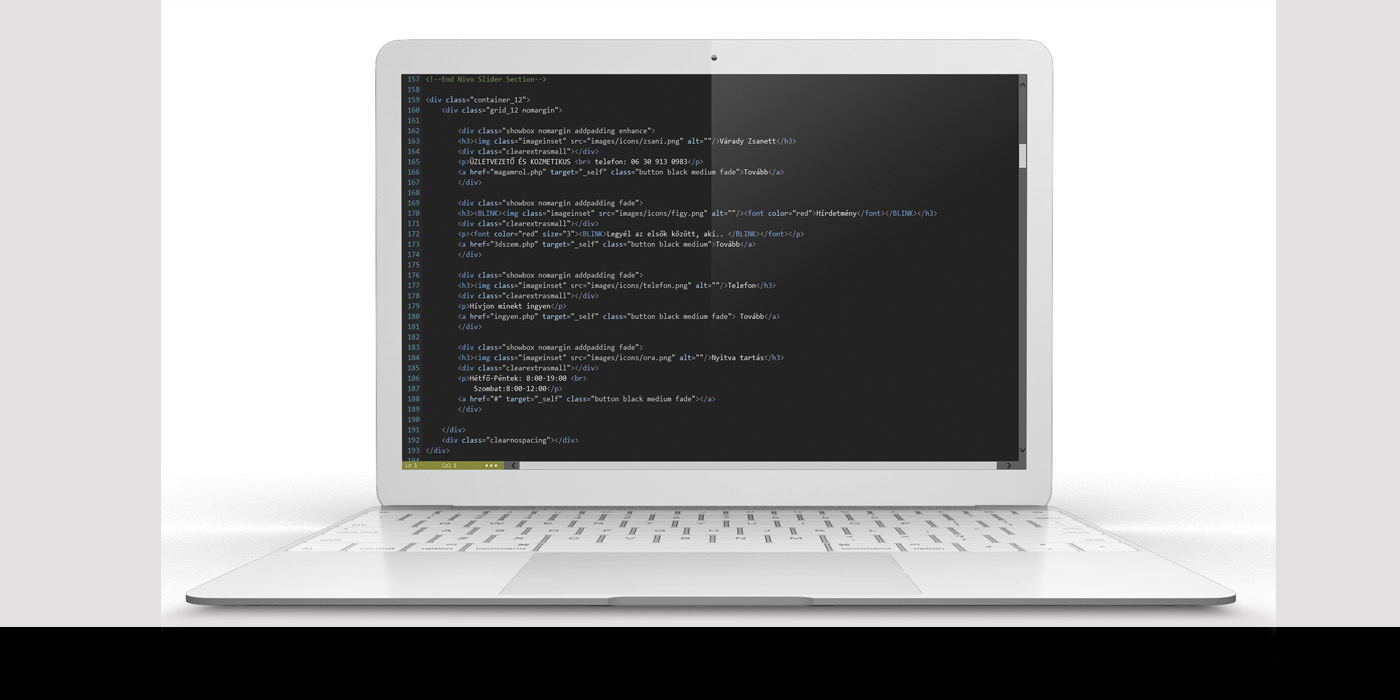 157 <!--End Nivo Slider Section-->
158
159 <div class="container_12">
160 <div class="grid_12 nomargin">
161
162 <div class="showbox nomargin addpadding enhance">
163 <h3><img class="imageinset" src="images/icons/zsani.png" alt=""/>Várady Zsanett</h3>
164 <div class="clearextrasmall"></div>
165 <p>ÜZLETVEZETŐ ÉS KOZMETIKUS <br> telefon: 06 30 913 0983</p>
166 <a href="magamrol.php" target="_self" class="button black medium fade">Tovább</a>
167 </div>
168
169 <div class="showbox nomargin addpadding fade">
170 <h3><BLINK><img class="imageinset" src="images/icons/figy.png" alt=""/><font color="red">Hírdetmény</font></BLINK></h3>
171 <div class="clearextrasmall"></div>
172 <p><font color="red" size="3"><BLINK>Legyél az elsők között, aki.. </BLINK></font></p>
173 <a href="3dszem.php" target="_self" class="button black medium">Tovább</a>
174 </div>
175
176 <div class="showbox nomargin addpadding fade">
177 <h3><img class="imageinset" src="images/icons/telefon.png" alt=""/>Telefon</h3>
178 <div class="clearextrasmall"></div>
179 <p>Hívjon minekt ingyen</p>
180 <a href="ingyen.php" target="_self" class="button black medium fade"> Tovább</a>
181 </div>
182
183 <div class="showbox nomargin addpadding fade">
184 <h3><img class="imageinset" src="images/icons/ora.png" alt=""/>Nyitva tartás</h3>
185 <div class="clearextrasmall"></div>
186 <p>Hétfő-Péntek: 8:00-19:00 <br>
187 Szombat:8:00-12:00</p>
188 <a href="#" target="_self" class="button black medium fade"></a>
189 </div>
190
191 </div>
192 <div class="clearnospacing"></div>
193 </div>
194
Ln 1 Col 1
W E R T Y U I O P
A S D F G H J K L
Z X C V B N M
fn option command command option